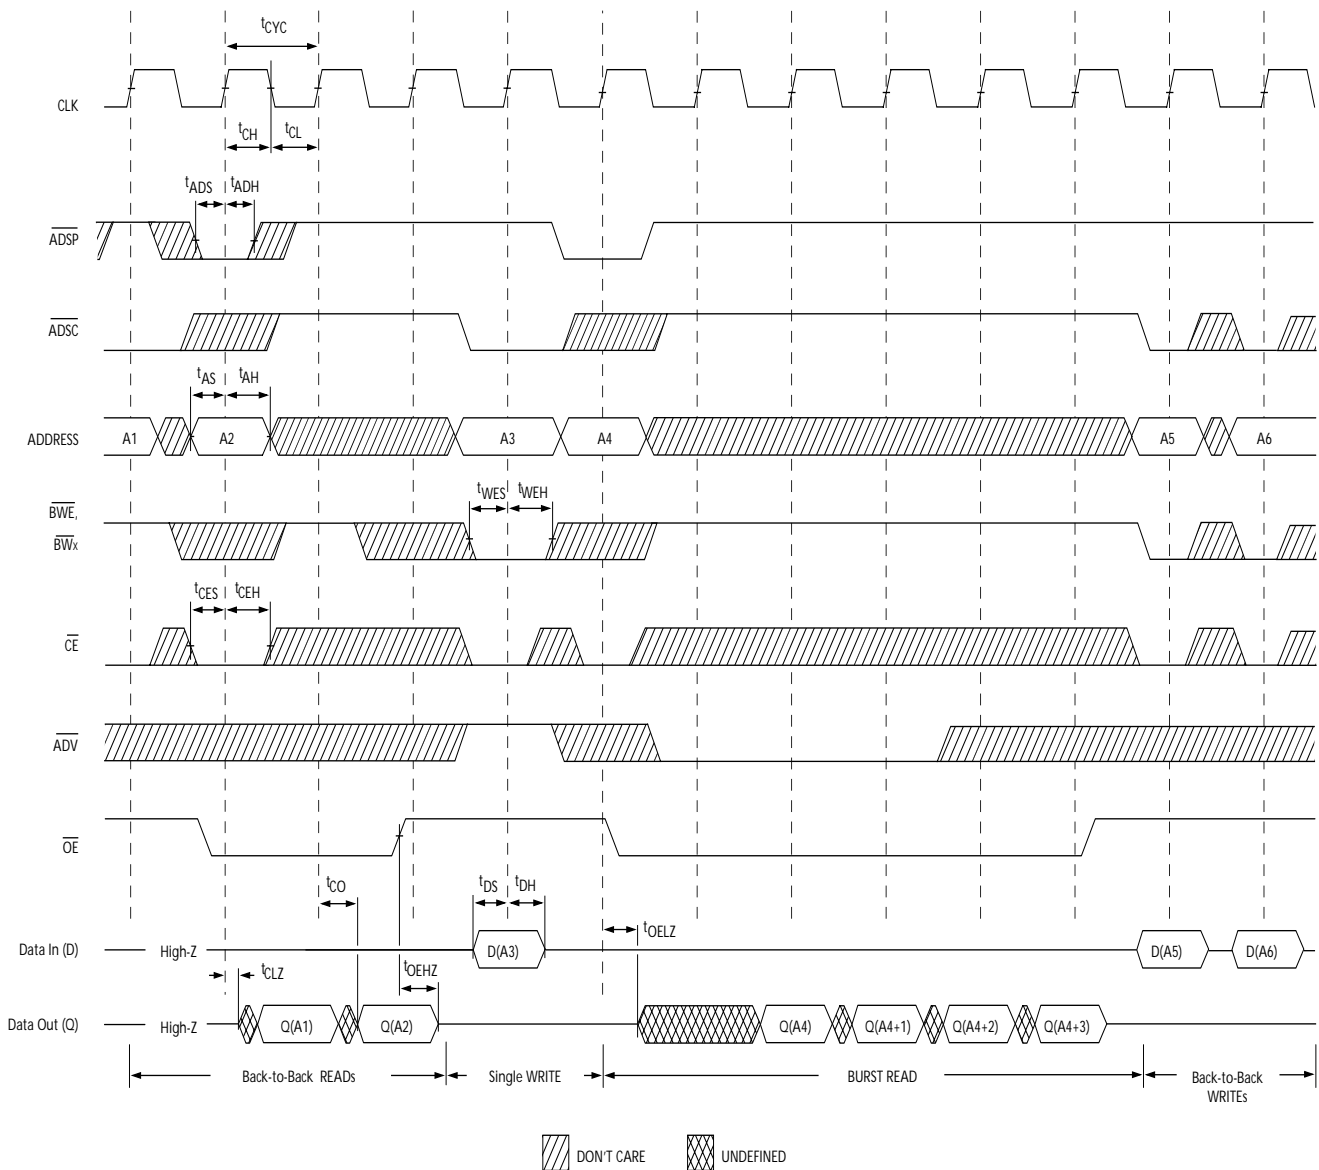 tCYC
CLK
tCH
tCL
tADS
tADH
ADSP
ADSC
tAS
tAH
ADDRESS
A1
A2
A3
A4
A5
A6
tWES
tWEH
BWE,
BWx
tCES
tCEH
CE
ADV
OE
tCO
tDS
tDH
tOELZ
Data In (D)
High-Z
D(A3)
D(A5)
D(A6)
tCLZ
tOEHZ
Data Out (Q)
High-Z
Q(A1)
Q(A2)
Q(A4)
Q(A4+1)
Q(A4+2)
Q(A4+3)
Back-to-Back READs
Single WRITE
BURST READ
Back-to-Back
WRITEs
DON'T CARE
UNDEFINED